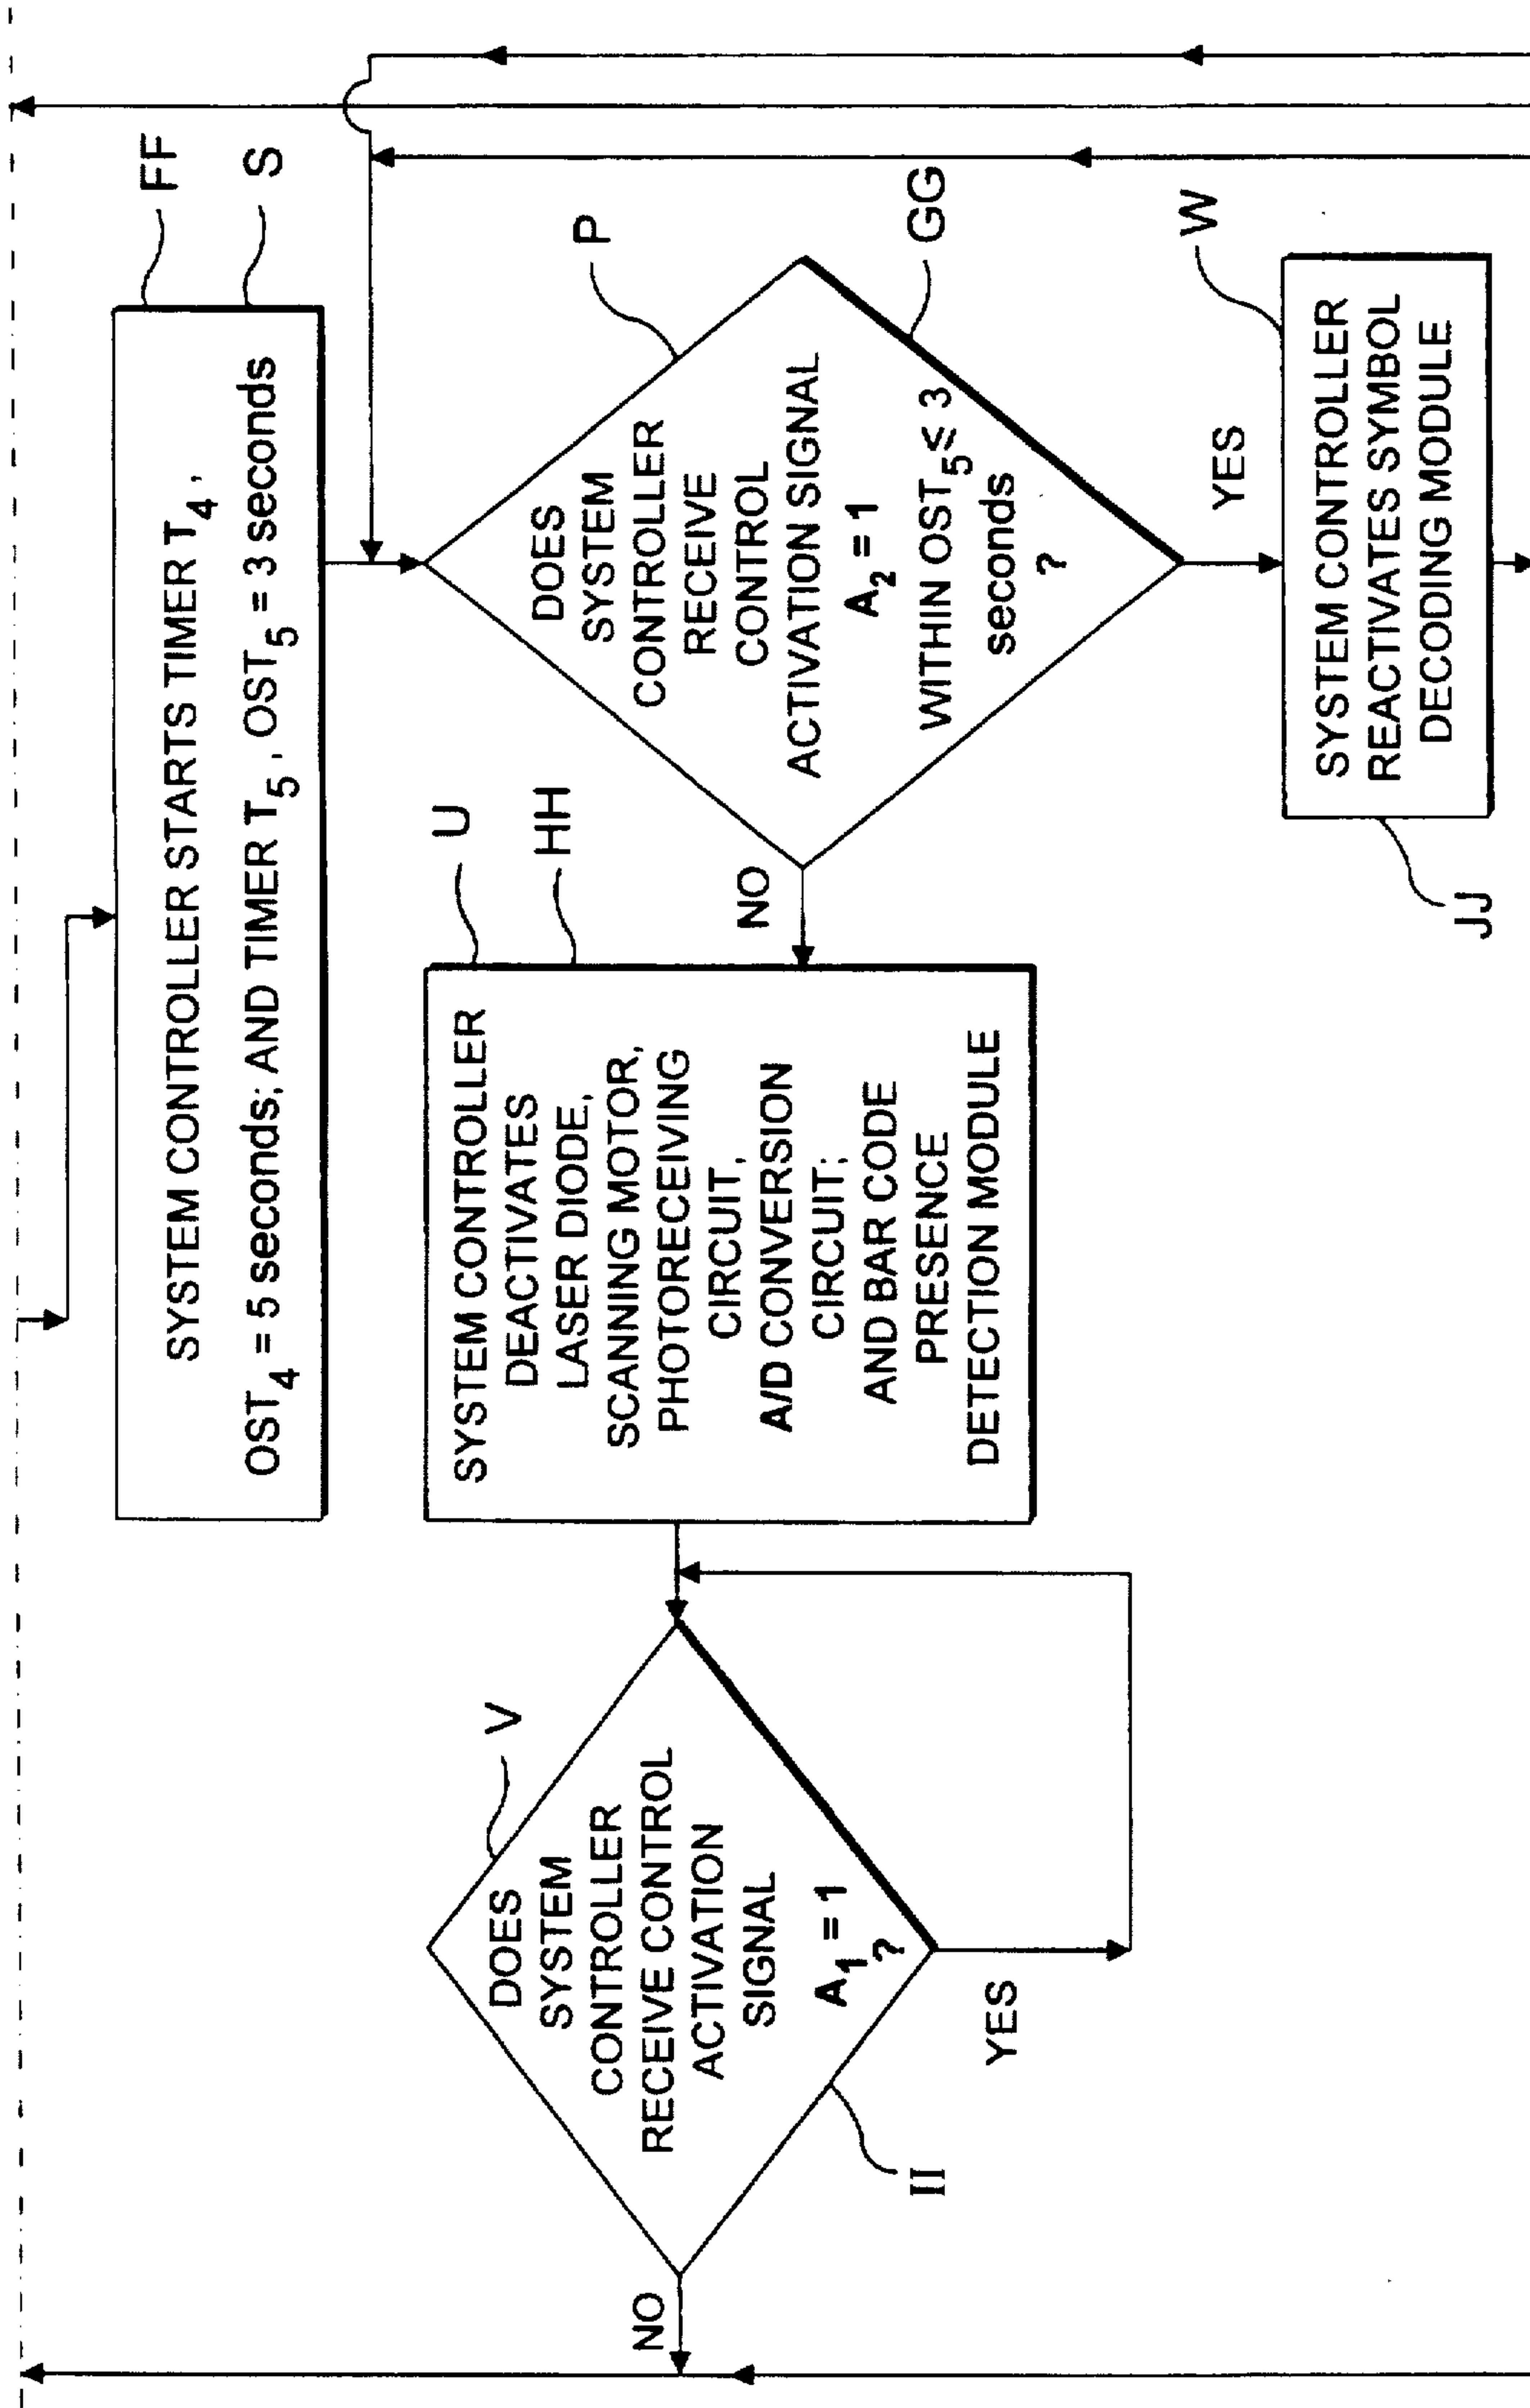 SYSTEM CONTROLLER STARTS TIMER T4,
OST4 = 5 seconds; AND TIMER T5, OST5 = 3 seconds
FF
S
DOES
SYSTEM
CONTROLLER
RECEIVE
CONTROL
ACTIVATION SIGNAL
A2 = 1
WITHIN OST5 ≤ 3
seconds
?
P
GG
NO
YES
SYSTEM CONTROLLER
DEACTIVATES
LASER DIODE,
SCANNING MOTOR,
PHOTORECEIVING
CIRCUIT,
A/D CONVERSION
CIRCUIT;
AND BAR CODE
PRESENCE
DETECTION MODULE
U
HH
DOES
SYSTEM
CONTROLLER
RECEIVE CONTROL
ACTIVATION
SIGNAL
A1 = 1
?
V
II
NO
YES
SYSTEM CONTROLLER
REACTIVATES SYMBOL
DECODING MODULE
W
JJ